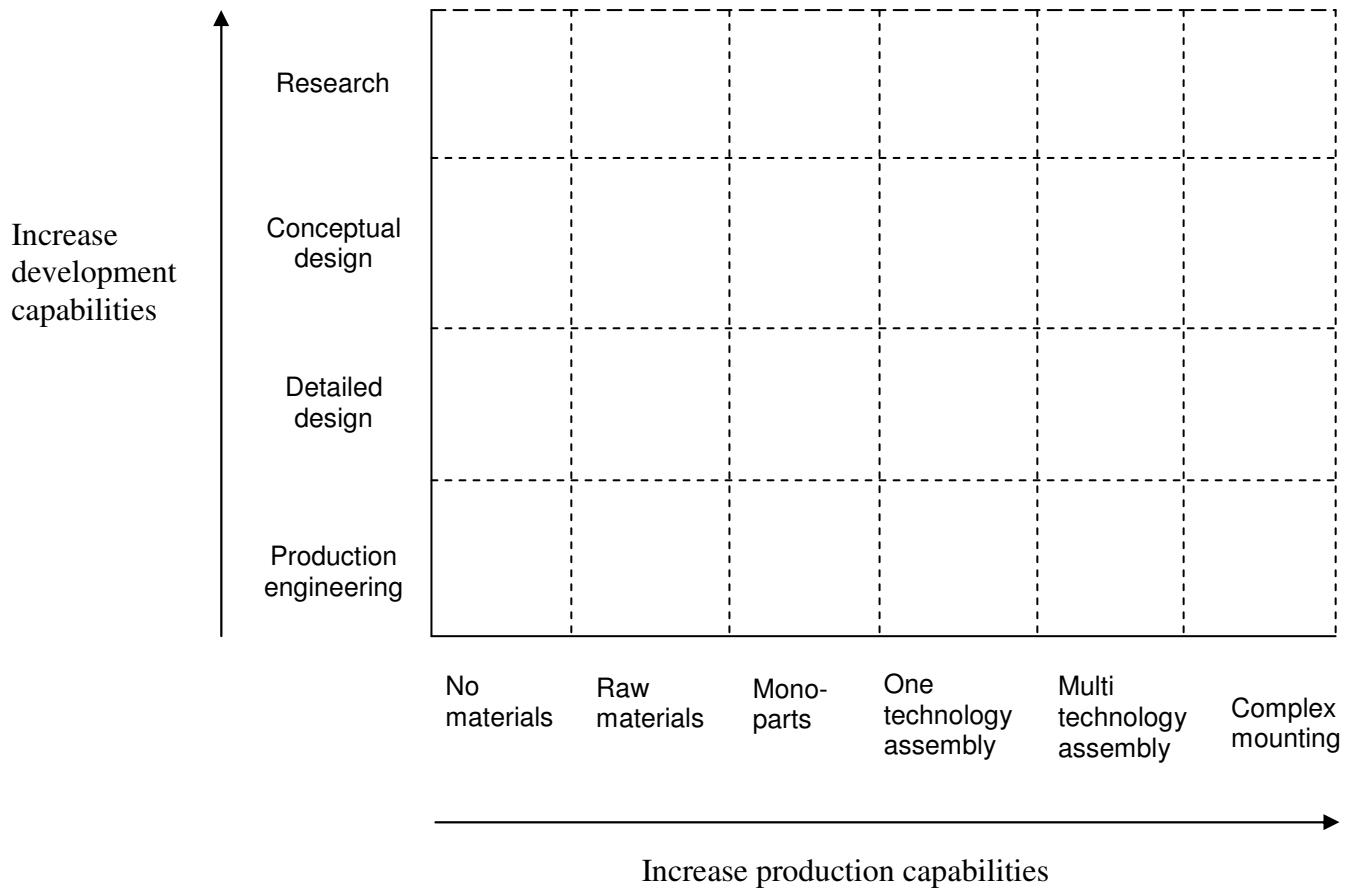 Research
Increase
development
capabilities
Conceptual
design
Detailed
design
Production
engineering
No
materials
Raw
materials
Mono-
parts
One
technology
assembly
Multi
technology
assembly
Complex
mounting
Increase production capabilities